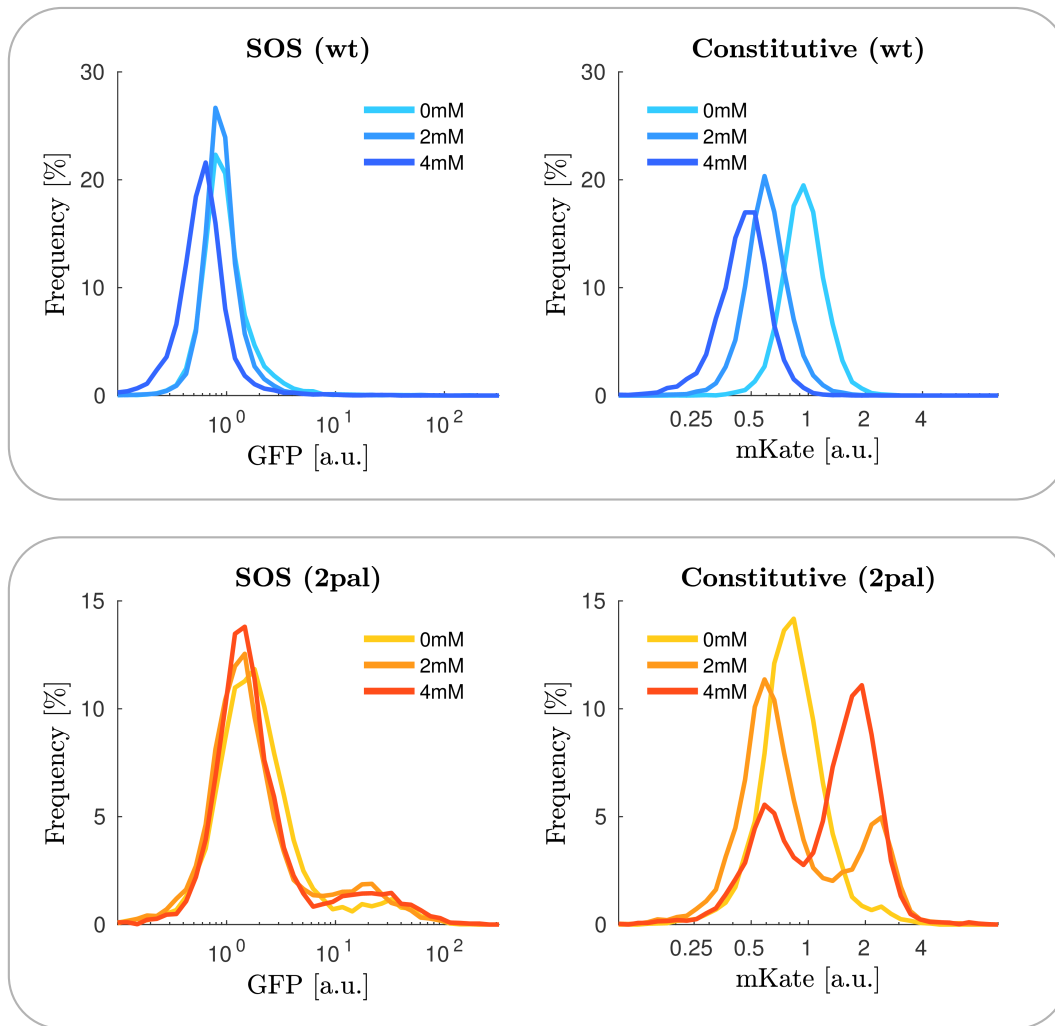 SOS (wt)
Constitutive (wt)
30
20
10
0
Frequency [%]
0mM
2mM
4mM
10^0
10^1
10^2
GFP [a.u.]
30
20
10
0
Frequency [%]
0mM
2mM
4mM
0.25
0.5
1
2
4
mKate [a.u.]
SOS (2pal)
Constitutive (2pal)
15
10
5
0
Frequency [%]
0mM
2mM
4mM
10^0
10^1
10^2
GFP [a.u.]
15
10
5
0
Frequency [%]
0mM
2mM
4mM
0.25
0.5
1
2
4
mKate [a.u.]